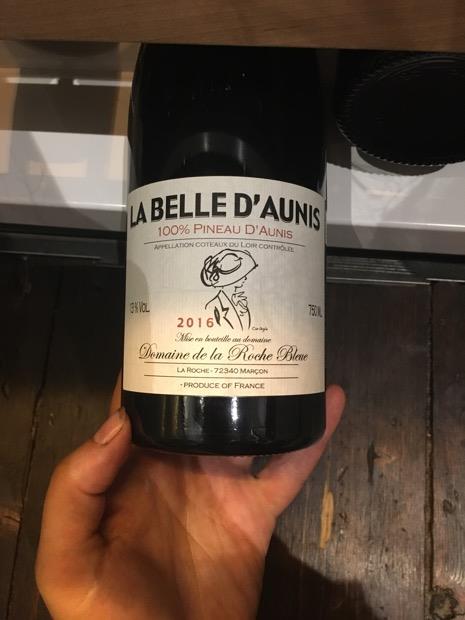 LA BELLE D'AUNIS
100% PINEAU D'AUNIS
APPELLATION COTEAUX DU LOIR CONTRÔLÉE
13 % VOL.
750 ML
2016
Mise en bouteille au domaine
Domaine de la Roche Bleue
LA ROCHE - 72340 MARÇON
- PRODUCE OF FRANCE